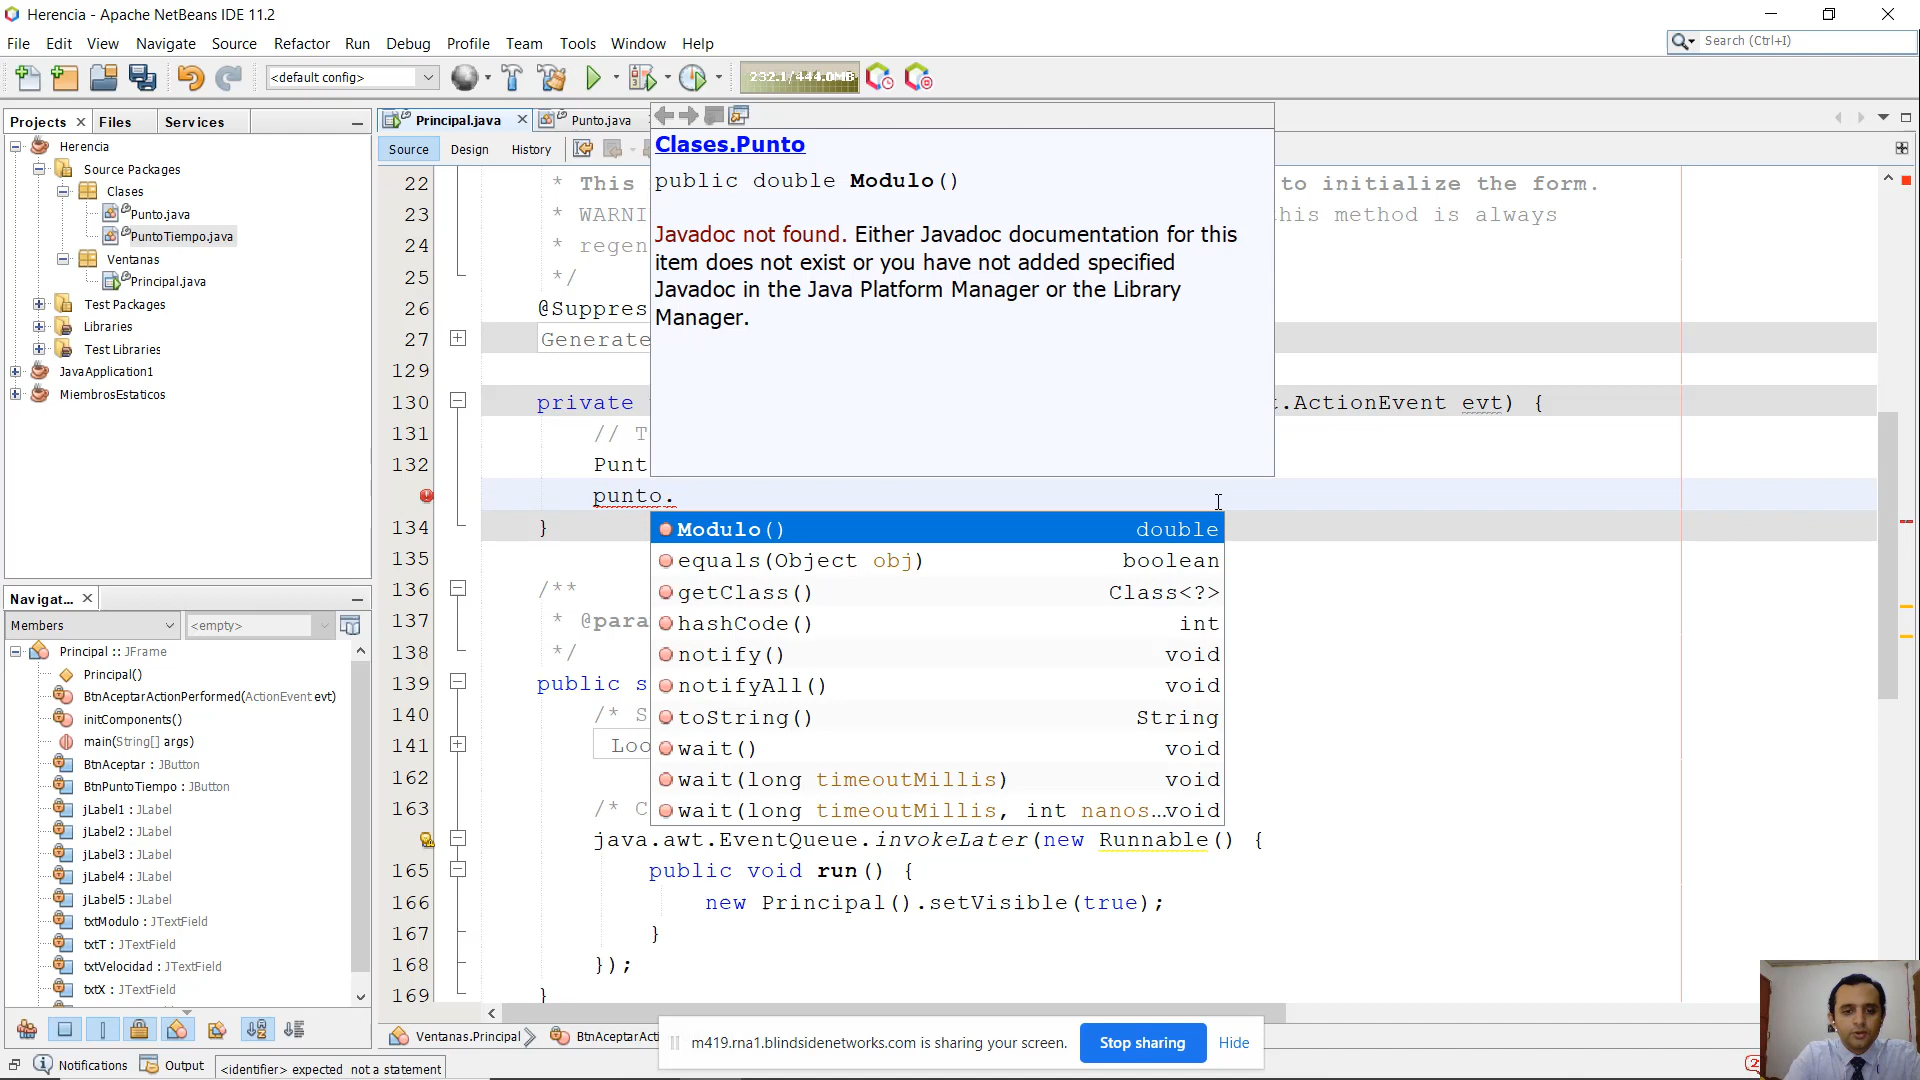 Herencia - Apache NetBeans IDE 11.2
File Edit View Navigate Source Refactor Run Debug Profile Team Tools Window Help
Search (Ctrl+I)
<default config>
232.1/444.0MB
Projects Files Services
Principal.java Punto.java
Source Design History
Herencia
Source Packages
Clases
Punto.java
PuntoTiempo.java
Ventanas
Principal.java
Test Packages
Libraries
Test Libraries
JavaApplication1
MiembrosEstaticos
Clases.Punto
public double Modulo()
Javadoc not found. Either Javadoc documentation for this
item does not exist or you have not added specified
Javadoc in the Java Platform Manager or the Library
Manager.
22 * This to initialize the form.
23 * WARNI his method is always
24 * regen
25 */
26 @Suppres
27 Generate
129
130 private t.ActionEvent evt) {
131 // T
132 Punt
punto.
134 }
135
136 /**
137 * @para
138 */
139 public s
140 /* S
141 Loo
162
163 /* C
java.awt.EventQueue.invokeLater(new Runnable() {
165 public void run() {
166 new Principal().setVisible(true);
167 }
168 });
169 }
Modulo() double
equals(Object obj) boolean
getClass() Class<?>
hashCode() int
notify() void
notifyAll() void
toString() String
wait() void
wait(long timeoutMillis) void
wait(long timeoutMillis, int nanos…void
Navigat...
Members <empty>
Principal :: JFrame
Principal()
BtnAceptarActionPerformed(ActionEvent evt)
initComponents()
main(String[] args)
BtnAceptar : JButton
BtnPuntoTiempo : JButton
jLabel1 : JLabel
jLabel2 : JLabel
jLabel3 : JLabel
jLabel4 : JLabel
jLabel5 : JLabel
txtModulo : JTextField
txtT : JTextField
txtVelocidad : JTextField
txtX : JTextField
Ventanas.Principal BtnAceptarActi
m419.rna1.blindsidenetworks.com is sharing your screen. Stop sharing Hide
Notifications Output <identifier> expected not a statement